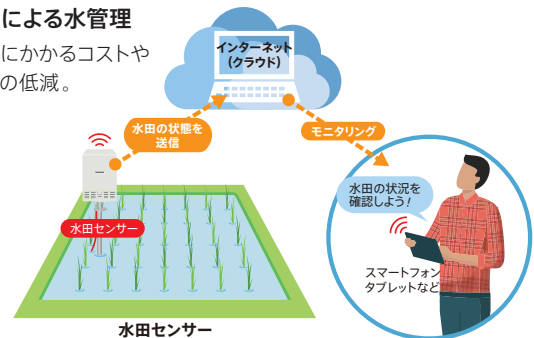 による水管理
にかかるコストや
の低減。
インターネット
(クラウド)
水田の状態を
送信
モニタリング
水田の状況を
確認しよう！
水田センサー
スマートフォン
タブレットなど
水田センサー